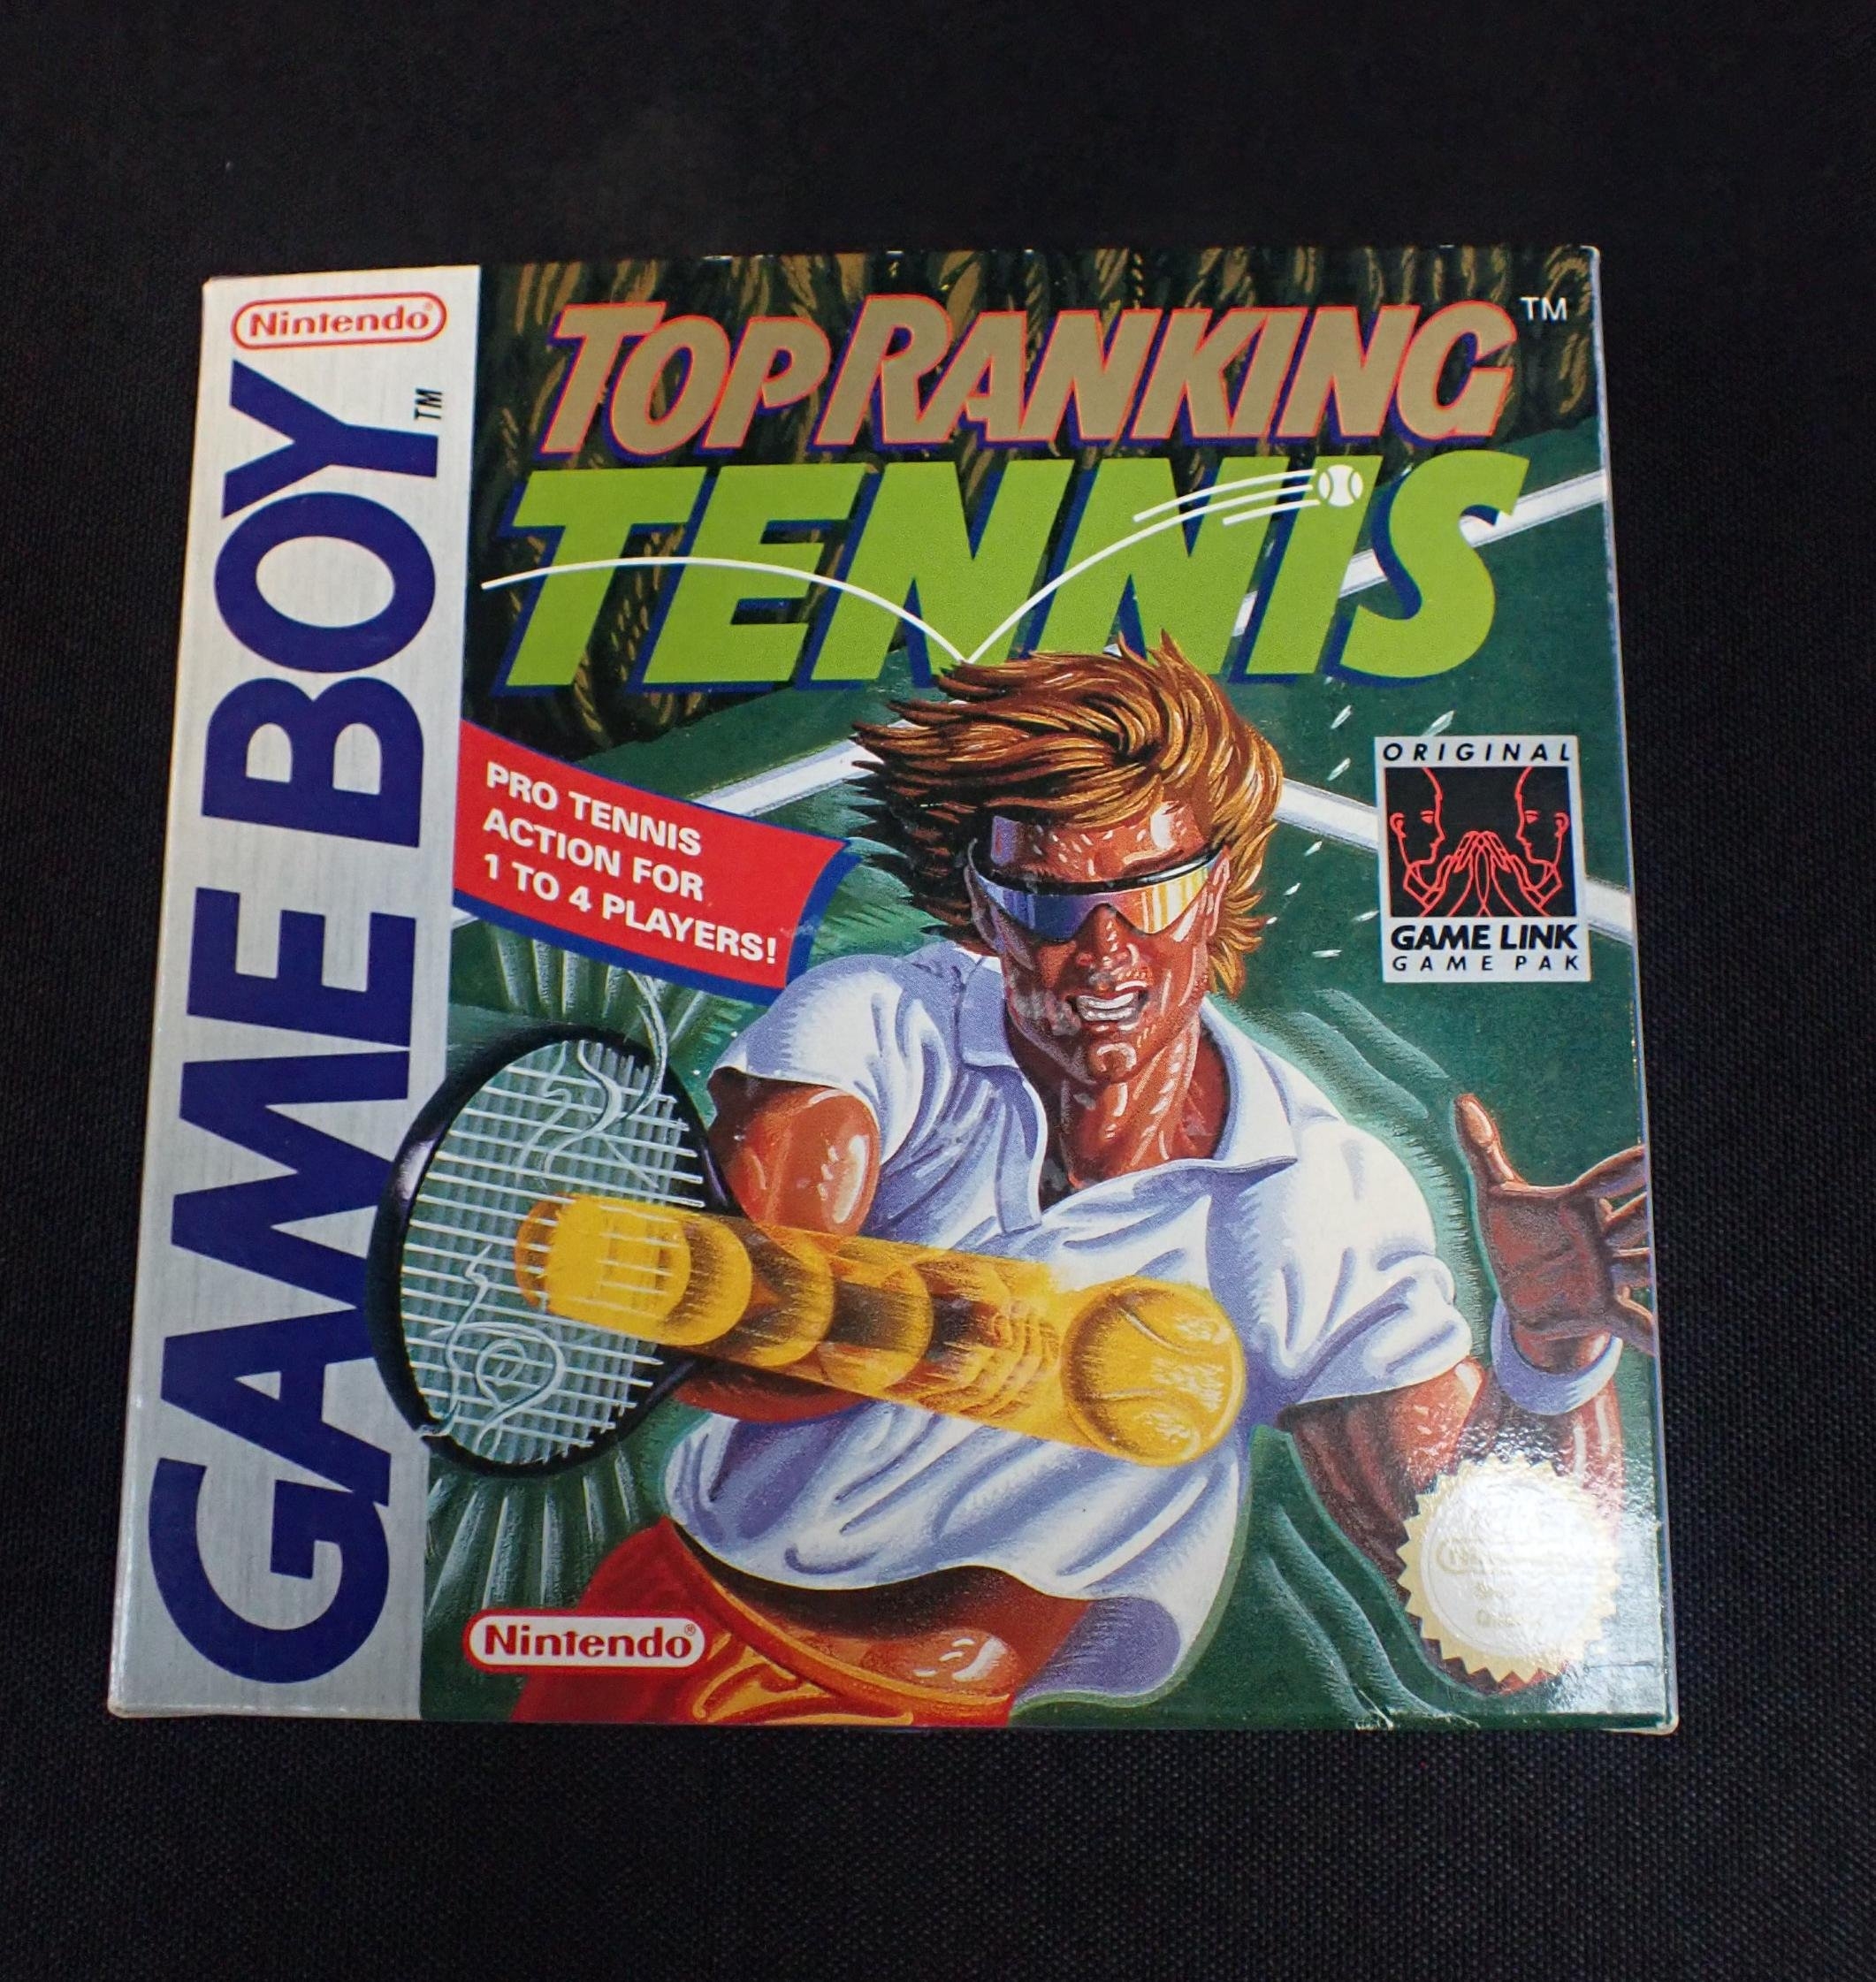 Nintendo®
GAME BOY™
TOP RANKING™
TENNIS
PRO TENNIS
ACTION FOR
1 TO 4 PLAYERS!
ORIGINAL
GAME LINK
GAME PAK
Nintendo®